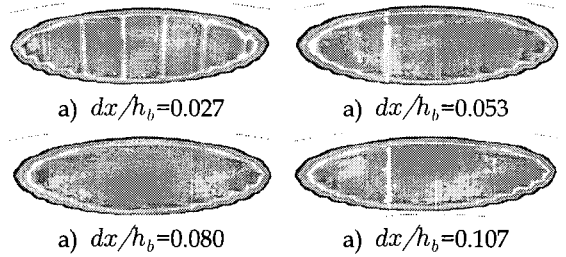 a) dx/h_b=0.027
a) dx/h_b=0.053
a) dx/h_b=0.080
a) dx/h_b=0.107